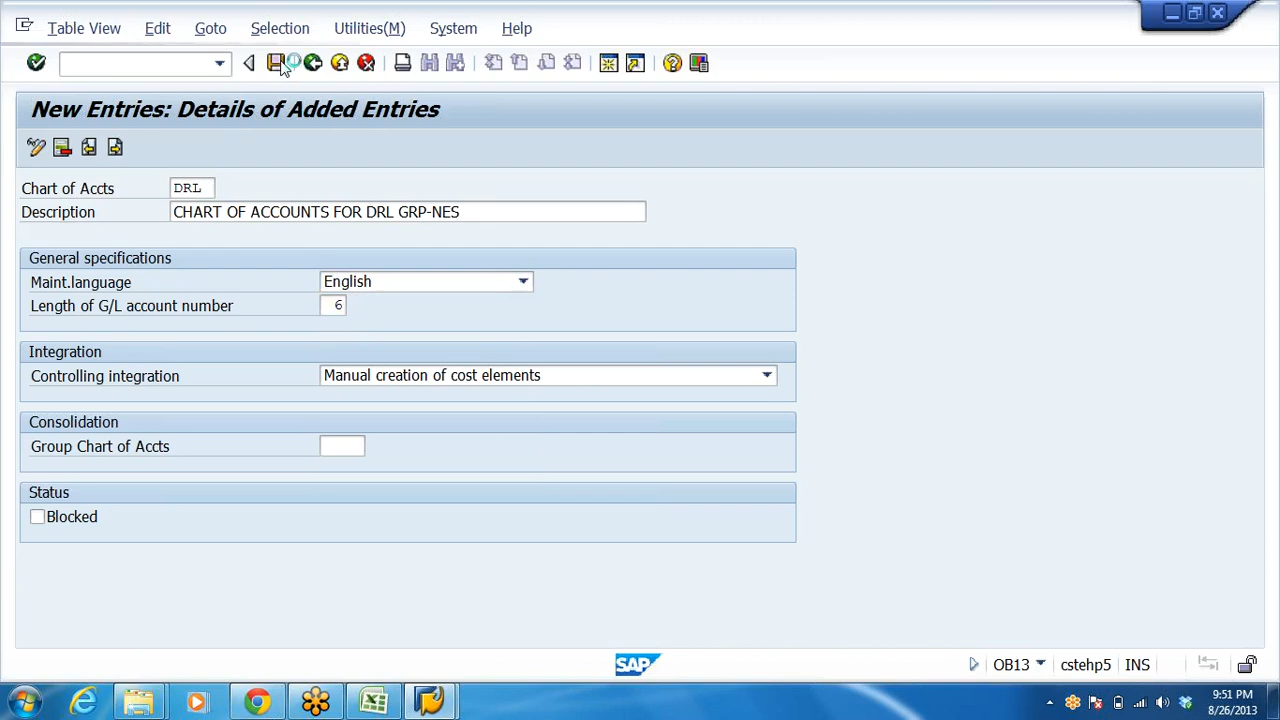 Table View Edit Goto Selection Utilities(M) System Help
New Entries: Details of Added Entries
Chart of Accts DRL
Description CHART OF ACCOUNTS FOR DRL GRP-NES
General specifications
Maint.language English
Length of G/L account number 6
Integration
Controlling integration Manual creation of cost elements
Consolidation
Group Chart of Accts
Status
Blocked
SAP OB13 cstehp5 INS
9:51 PM
8/26/2013